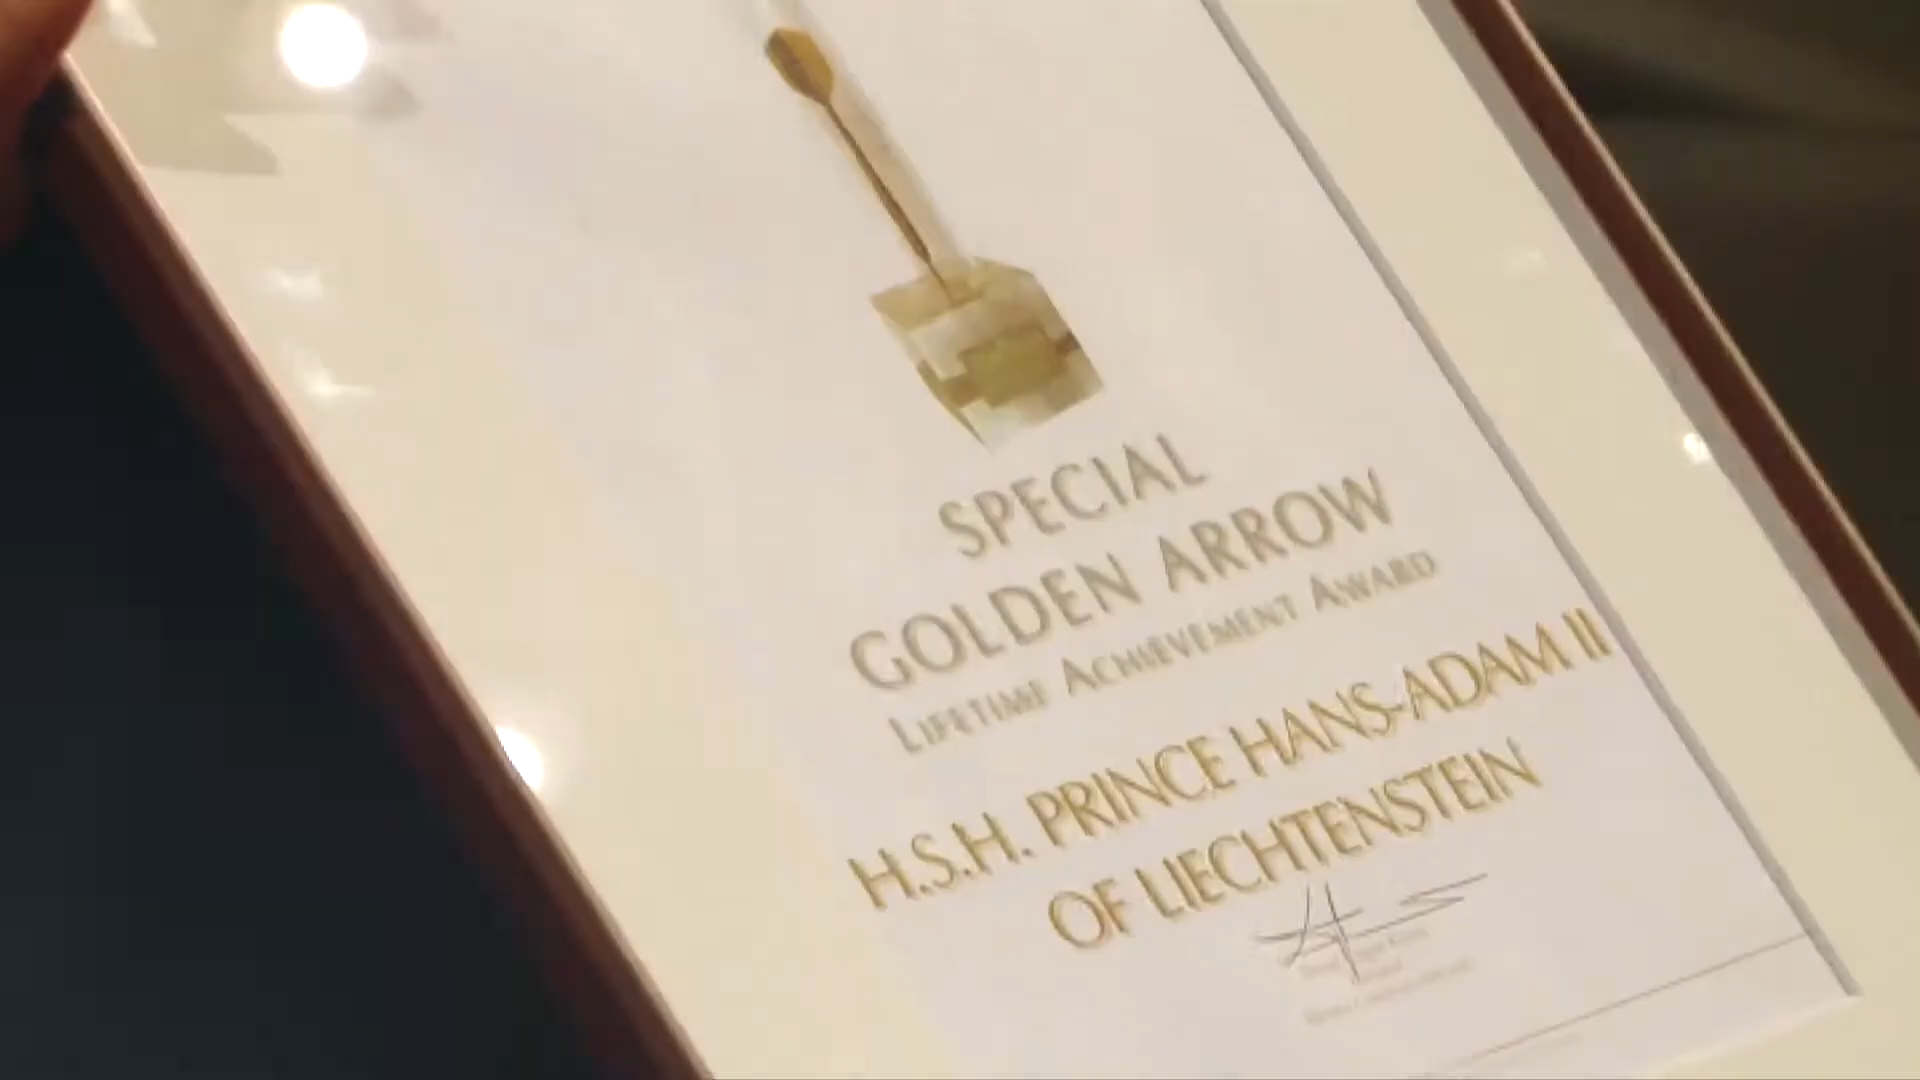 SPECIAL
GOLDEN ARROW
LIFETIME ACHIEVEMENT AWARD
H.S.H. PRINCE HANS-ADAM II
OF LIECHTENSTEIN